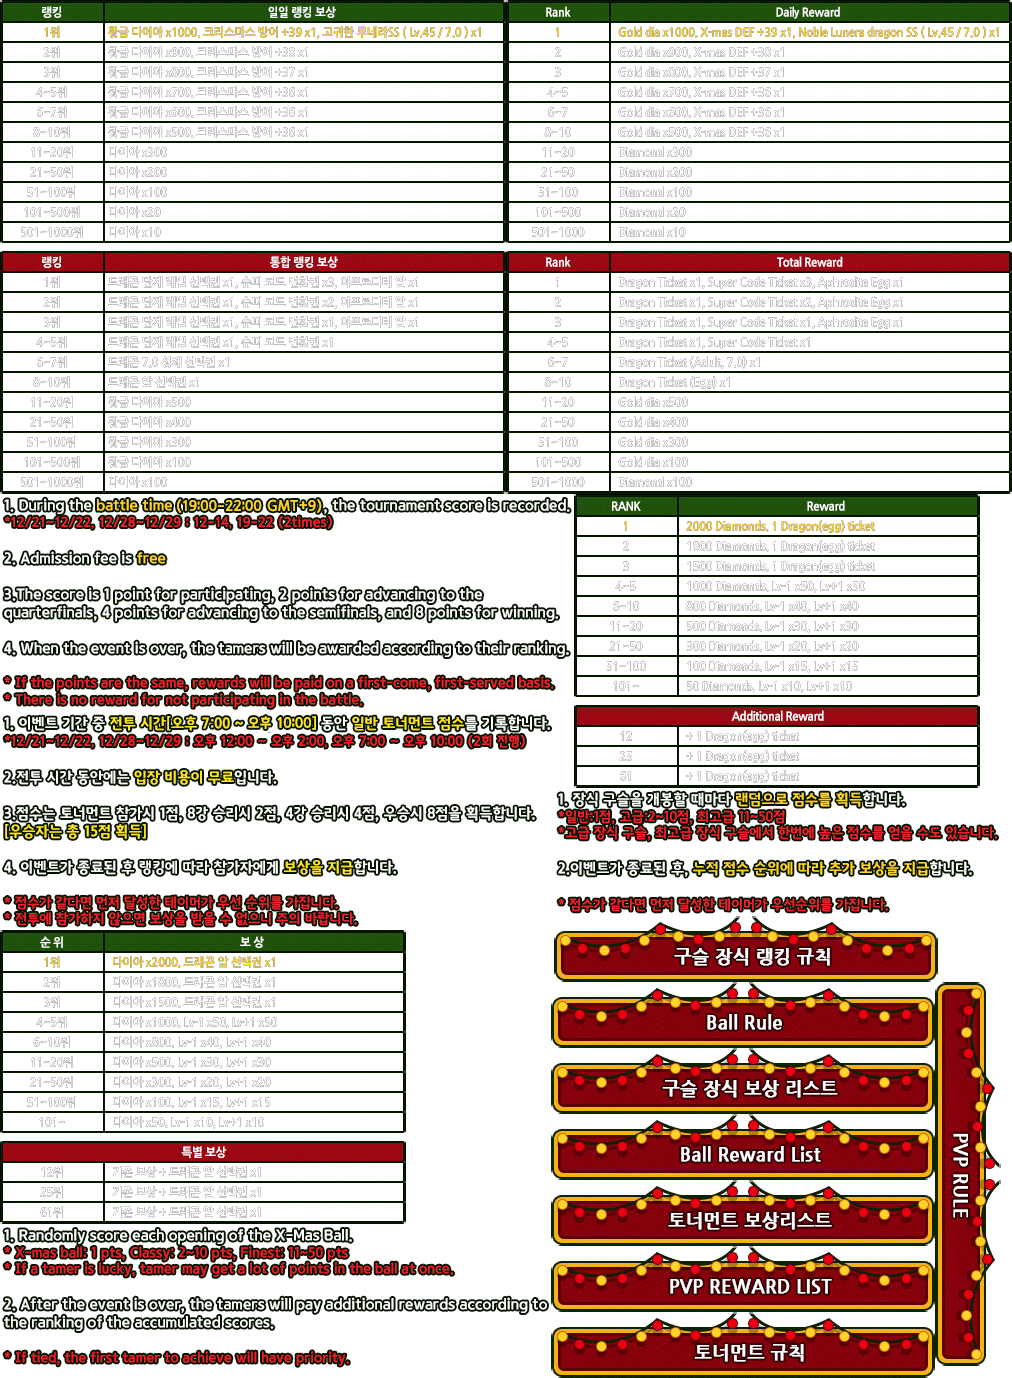 랭킹 일일 랭킹 보상
1위 황금 다이아 x1000, 크리스마스 방어 +39 x1, 고귀한 루네라SS ( Lv.45 / 7.0 ) x1
2위 황금 다이아 x900, 크리스마스 방어 +38 x1
3위 황금 다이아 x800, 크리스마스 방어 +37 x1
4~5위 황금 다이아 x700, 크리스마스 방어 +36 x1
6~7위 황금 다이아 x600, 크리스마스 방어 +36 x1
8~10위 황금 다이아 x500, 크리스마스 방어 +36 x1
11~20위 다이아 x300
21~50위 다이아 x200
51~100위 다이아 x100
101~500위 다이아 x20
501~1000위 다이아 x10
Rank Daily Reward
1 Gold dia x1000, X-mas DEF +39 x1, Noble Lunera dragon SS ( Lv.45 / 7.0 ) x1
2 Gold dia x900, X-mas DEF +38 x1
3 Gold dia x800, X-mas DEF +37 x1
4~5 Gold dia x700, X-mas DEF +36 x1
6~7 Gold dia x600, X-mas DEF +36 x1
8~10 Gold dia x500, X-mas DEF +36 x1
11~20 Diamond x300
21~50 Diamond x200
51~100 Diamond x100
101~500 Diamond x20
501~1000 Diamond x10
랭킹 통합 랭킹 보상
1위 드래곤 단계 레벨 선택권 x1, 슈퍼 코드 변환권 x3, 아프로디테 알 x1
2위 드래곤 단계 레벨 선택권 x1, 슈퍼 코드 변환권 x2, 아프로디테 알 x1
3위 드래곤 단계 레벨 선택권 x1, 슈퍼 코드 변환권 x1, 아프로디테 알 x1
4~5위 드래곤 단계 레벨 선택권 x1, 슈퍼 코드 변환권 x1
6~7위 드래곤 7.0 성체 선택권 x1
8~10위 드래곤 알 선택권 x1
11~20위 황금 다이아 x500
21~50위 황금 다이아 x400
51~100위 황금 다이아 x300
101~500위 황금 다이아 x100
501~1000위 다이아 x100
Rank Total Reward
1 Dragon Ticket x1, Super Code Ticket x3, Aphrodite Egg x1
2 Dragon Ticket x1, Super Code Ticket x2, Aphrodite Egg x1
3 Dragon Ticket x1, Super Code Ticket x1, Aphrodite Egg x1
4~5 Dragon Ticket x1, Super Code Ticket x1
6~7 Dragon Ticket (Adult, 7.0) x1
8~10 Dragon Ticket (Egg) x1
11~20 Gold dia x500
21~50 Gold dia x400
51~100 Gold dia x300
101~500 Gold dia x100
501~1000 Diamond x100
1. During the battle time (19:00~22:00 GMT+9), the tournament score is recorded.
*12/21~12/22, 12/28~12/29 : 12~14, 19~22 (2times)
2. Admission fee is free
3.The score is 1 point for participating, 2 points for advancing to the
quarterfinals, 4 points for advancing to the semifinals, and 8 points for winning.
4. When the event is over, the tamers will be awarded according to their ranking.
* If the points are the same, rewards will be paid on a first-come, first-served basis.
* There is no reward for not participating in the battle.
1. 이벤트 기간 중 전투 시간[오후 7:00 ~ 오후 10:00] 동안 일반 토너먼트 점수를 기록합니다.
*12/21~12/22, 12/28~12/29 : 오후 12:00 ~ 오후 2:00, 오후 7:00 ~ 오후 10:00 (2회 진행)
2.전투 시간 동안에는 입장 비용이 무료입니다.
3.점수는 토너먼트 참가시 1점, 8강 승리시 2점, 4강 승리시 4점, 우승시 8점을 획득합니다.
[우승자는 총 15점 획득]
4. 이벤트가 종료된 후 랭킹에 따라 참가자에게 보상을 지급합니다.
* 점수가 같다면 먼저 달성한 테이머가 우선 순위를 가집니다.
* 전투에 참가하지 않으면 보상을 받을 수 없으니 주의 바랍니다.
RANK Reward
1 2000 Diamonds, 1 Dragon(egg) ticket
2 1800 Diamonds, 1 Dragon(egg) ticket
3 1500 Diamonds, 1 Dragon(egg) ticket
4~5 1000 Diamonds, Lv-1 x50, Lv+1 x50
6~10 800 Diamonds, Lv-1 x40, Lv+1 x40
11~20 500 Diamonds, Lv-1 x30, Lv+1 x30
21~50 300 Diamonds, Lv-1 x20, Lv+1 x20
51~100 100 Diamonds, Lv-1 x15, Lv+1 x15
101~ 50 Diamonds, Lv-1 x10, Lv+1 x10
Additional Reward
12 + 1 Dragon(egg) ticket
25 + 1 Dragon(egg) ticket
61 + 1 Dragon(egg) ticket
1. 장식 구슬을 개봉할 때마다 랜덤으로 점수를 획득합니다.
*일반:1점, 고급:2~10점, 최고급 11~50점
*고급 장식 구슬, 최고급 장식 구슬에서 한번에 높은 점수를 얻을 수도 있습니다.
2.이벤트가 종료된 후, 누적 점수 순위에 따라 추가 보상을 지급합니다.
* 점수가 같다면 먼저 달성한 테이머가 우선순위를 가집니다.
순 위 보 상
1위 다이아 x2000, 드래곤 알 선택권 x1
2위 다이아 x1800, 드래곤 알 선택권 x1
3위 다이아 x1500, 드래곤 알 선택권 x1
4~5위 다이아 x1000, Lv-1 x50, Lv+1 x50
6~10위 다이아 x800, Lv-1 x40, Lv+1 x40
11~20위 다이아 x500, Lv-1 x30, Lv+1 x30
21~50위 다이아 x300, Lv-1 x20, Lv+1 x20
51~100위 다이아 x100, Lv-1 x15, Lv+1 x15
101~ 다이아 x50, Lv-1 x10, Lv+1 x10
특별 보상
12위 기존 보상 + 드래곤 알 선택권 x1
25위 기존 보상 + 드래곤 알 선택권 x1
61위 기존 보상 + 드래곤 알 선택권 x1
1. Randomly score each opening of the X-Mas Ball.
* X-mas ball: 1 pts, Classy: 2~10 pts, Finest: 11~50 pts
* If a tamer is lucky, tamer may get a lot of points in the ball at once.
2. After the event is over, the tamers will pay additional rewards according to
the ranking of the accumulated scores.
* If tied, the first tamer to achieve will have priority.
구슬 장식 랭킹 규칙
Ball Rule
구슬 장식 보상 리스트
Ball Reward List
토너먼트 보상리스트
PVP REWARD LIST
토너먼트 규칙
PVP RULE